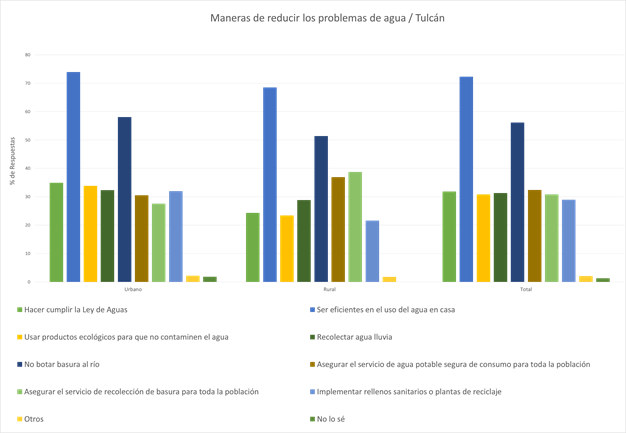 Maneras de reducir los problemas de agua / Tulcán
80
70
60
50
40
30
20
10
0
% de Respuestas
Urbano
Rural
Total
Hacer cumplir la Ley de Aguas
Ser eficientes en el uso del agua en casa
Usar productos ecológicos para que no contaminen el agua
Recolectar agua lluvia
No botar basura al río
Asegurar el servicio de agua potable segura de consumo para toda la población
Asegurar el servicio de recolección de basura para toda la población
Implementar rellenos sanitarios o plantas de reciclaje
Otros
No lo sé